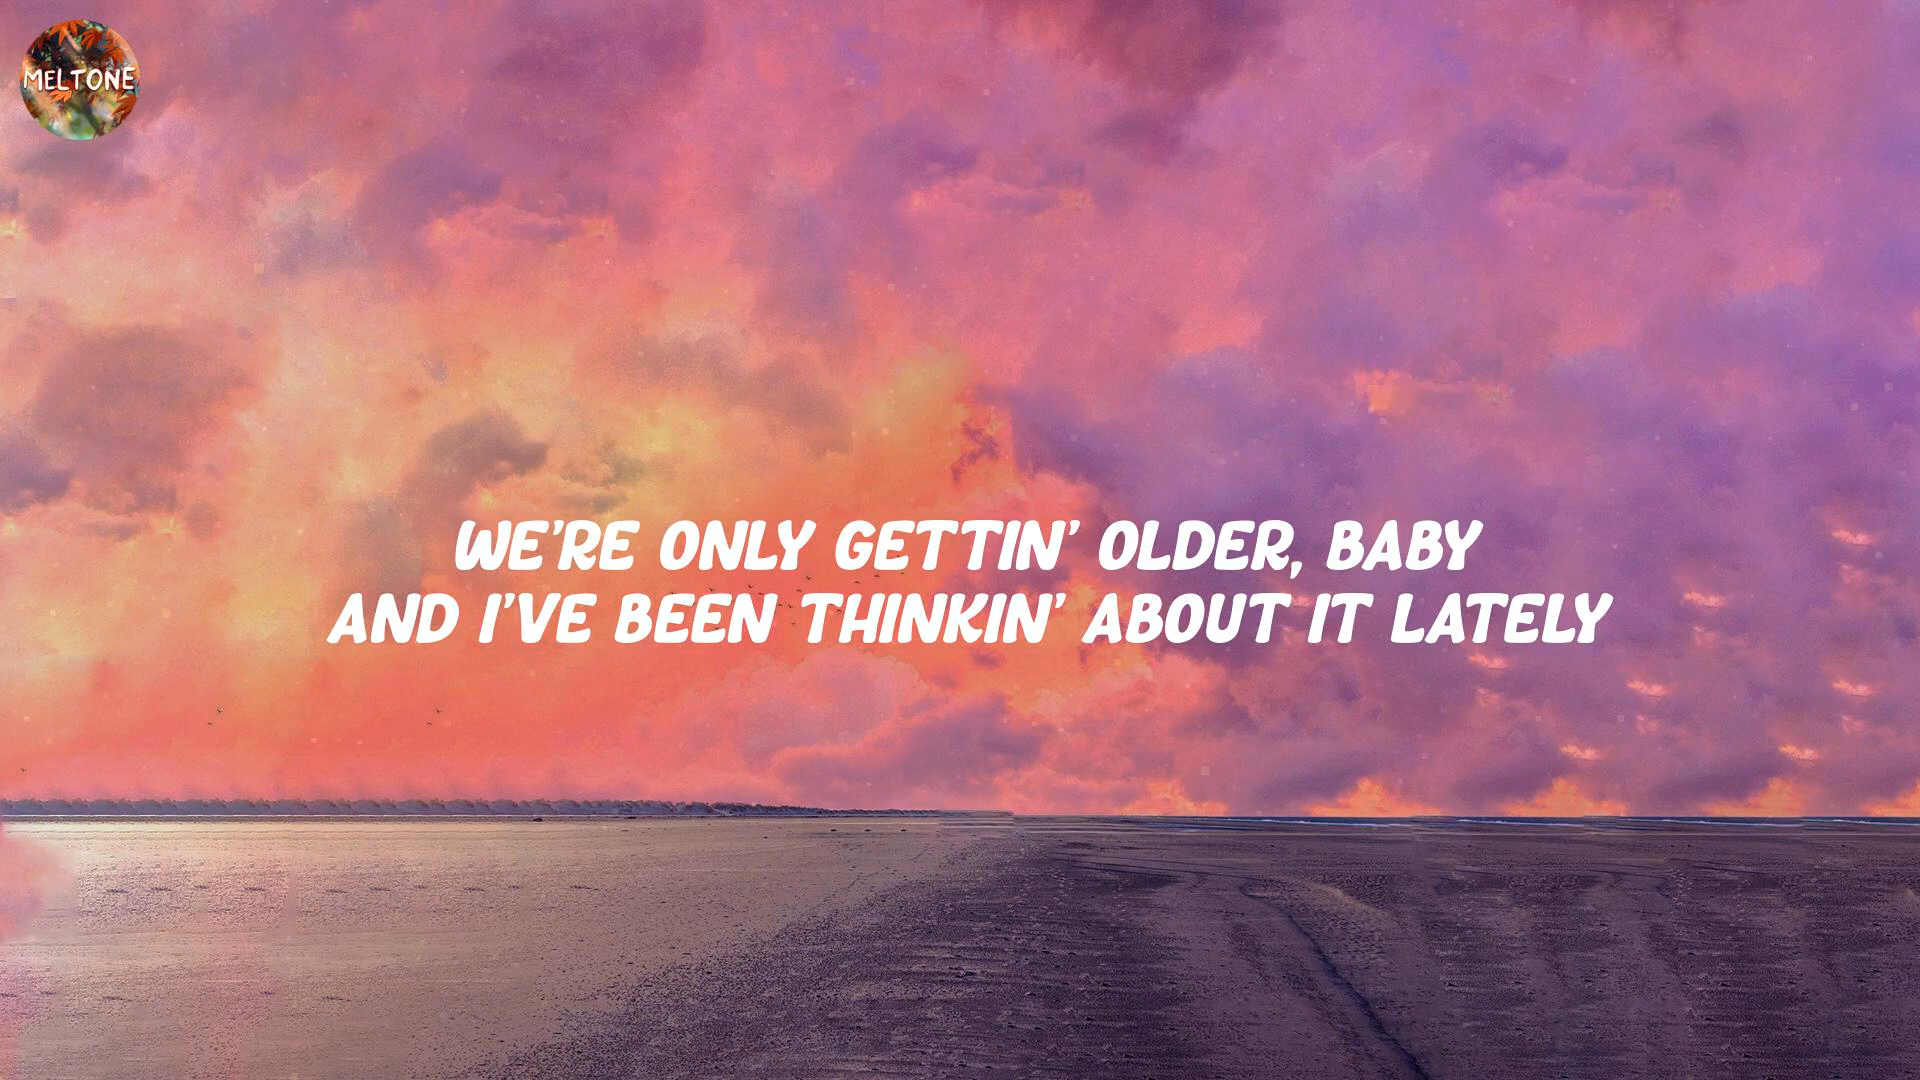 MELTONE
WE'RE ONLY GETTIN' OLDER, BABY
AND I'VE BEEN THINKIN' ABOUT IT LATELY